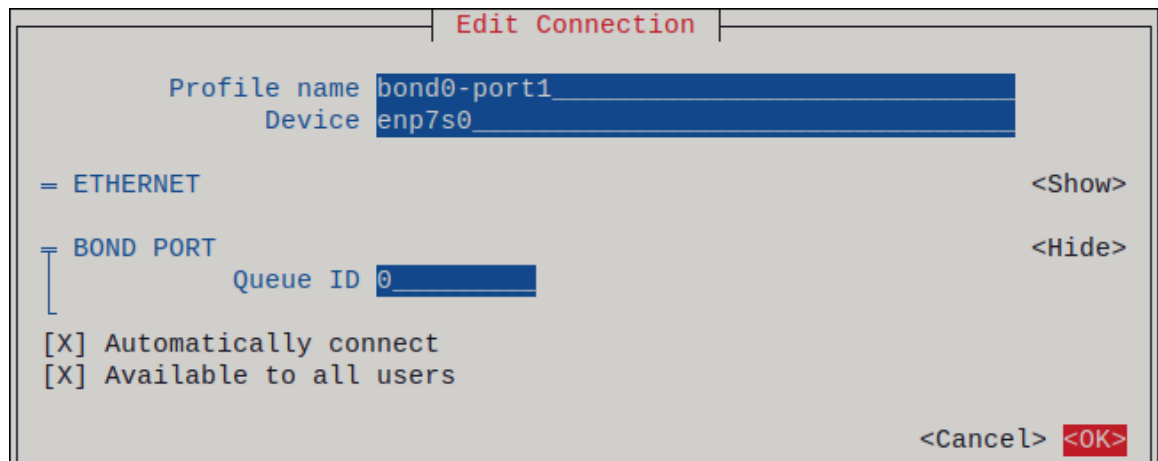 Edit Connection
Profile name bond0-port1
Device enp7s0
= ETHERNET <Show>
BOND PORT <Hide>
Queue ID 0
[X] Automatically connect
[X] Available to all users
<Cancel> <OK>